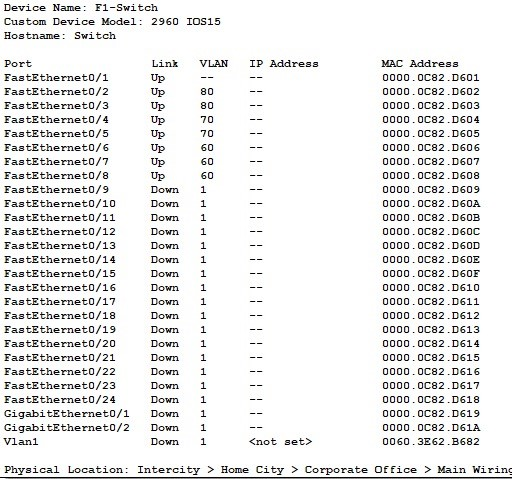 Device Name: F1-Switch
Custom Device Model: 2960 IOS15
Hostname: Switch
Port Link VLAN IP Address MAC Address
FastEthernet0/1 Up -- -- 0000.0C82.D601
FastEthernet0/2 Up 80 -- 0000.0C82.D602
FastEthernet0/3 Up 80 -- 0000.0C82.D603
FastEthernet0/4 Up 70 -- 0000.0C82.D604
FastEthernet0/5 Up 70 -- 0000.0C82.D605
FastEthernet0/6 Up 60 -- 0000.0C82.D606
FastEthernet0/7 Up 60 -- 0000.0C82.D607
FastEthernet0/8 Up 60 -- 0000.0C82.D608
FastEthernet0/9 Down 1 -- 0000.0C82.D609
FastEthernet0/10 Down 1 -- 0000.0C82.D60A
FastEthernet0/11 Down 1 -- 0000.0C82.D60B
FastEthernet0/12 Down 1 -- 0000.0C82.D60C
FastEthernet0/13 Down 1 -- 0000.0C82.D60D
FastEthernet0/14 Down 1 -- 0000.0C82.D60E
FastEthernet0/15 Down 1 -- 0000.0C82.D60F
FastEthernet0/16 Down 1 -- 0000.0C82.D610
FastEthernet0/17 Down 1 -- 0000.0C82.D611
FastEthernet0/18 Down 1 -- 0000.0C82.D612
FastEthernet0/19 Down 1 -- 0000.0C82.D613
FastEthernet0/20 Down 1 -- 0000.0C82.D614
FastEthernet0/21 Down 1 -- 0000.0C82.D615
FastEthernet0/22 Down 1 -- 0000.0C82.D616
FastEthernet0/23 Down 1 -- 0000.0C82.D617
FastEthernet0/24 Down 1 -- 0000.0C82.D618
GigabitEthernet0/1 Down 1 -- 0000.0C82.D619
GigabitEthernet0/2 Down 1 -- 0000.0C82.D61A
Vlan1 Down 1 <not set> 0060.3E62.B682
Physical Location: Intercity > Home City > Corporate Office > Main Wiring